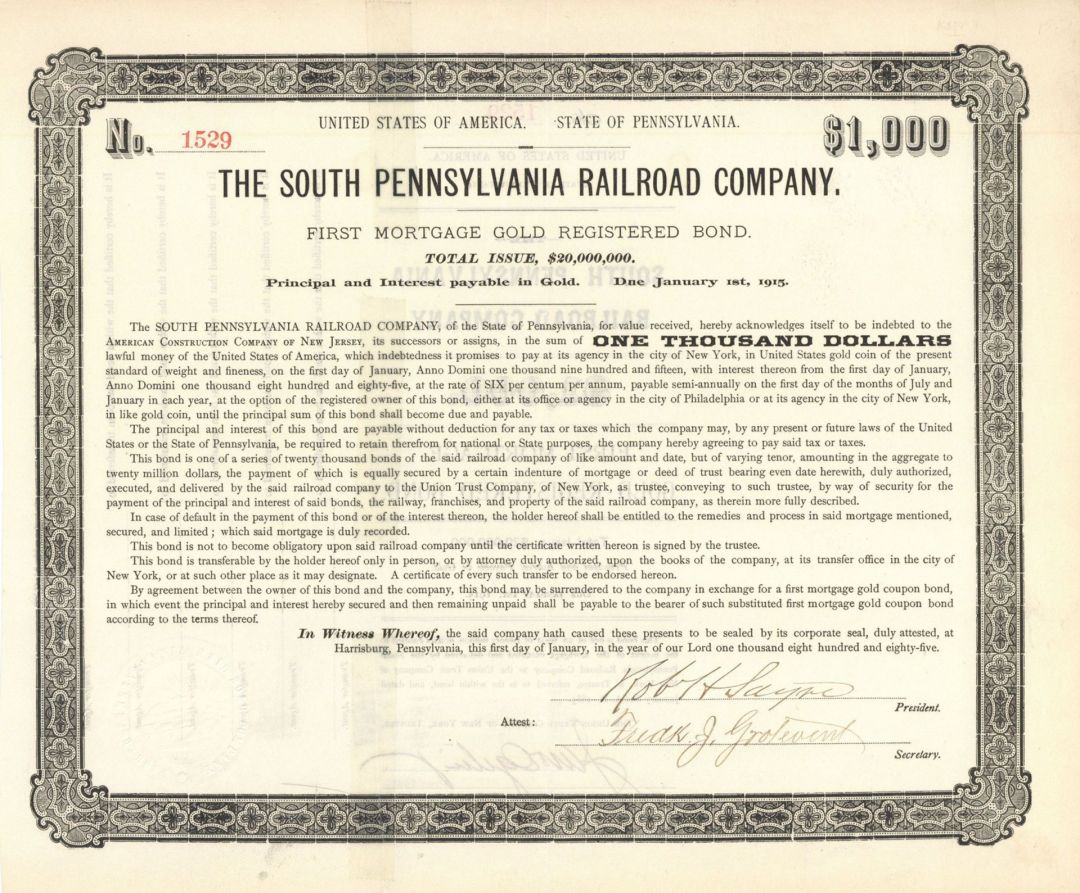 No. 1529
UNITED STATES OF AMERICA. STATE OF PENNSYLVANIA.
$1,000
THE SOUTH PENNSYLVANIA RAILROAD COMPANY.
FIRST MORTGAGE GOLD REGISTERED BOND.
TOTAL ISSUE, $20,000,000.
Principal and Interest payable in Gold. Due January 1st, 1915.
The SOUTH PENNSYLVANIA RAILROAD COMPANY, of the State of Pennsylvania, for value received, hereby acknowledges itself to be indebted to the
AMERICAN CONSTRUCTION COMPANY OF NEW JERSEY, its successors or assigns, in the sum of ONE THOUSAND DOLLARS
lawful money of the United States of America, which indebtedness it promises to pay at its agency in the city of New York, in United States gold coin of the present
standard of weight and fineness, on the first day of January, Anno Domini one thousand nine hundred and fifteen, with interest thereon from the first day of January,
Anno Domini one thousand eight hundred and eighty-five, at the rate of SIX per centum per annum, payable semi-annually on the first day of the months of July and
January in each year, at the option of the registered owner of this bond, either at its office or agency in the city of Philadelphia or at its agency in the city of New York,
in like gold coin, until the principal sum of this bond shall become due and payable.
The principal and interest of this bond are payable without deduction for any tax or taxes which the company may, by any present or future laws of the United
States or the State of Pennsylvania, be required to retain therefrom for national or State purposes, the company hereby agreeing to pay said tax or taxes.
This bond is one of a series of twenty thousand bonds of the said railroad company of like amount and date, but of varying tenor, amounting in the aggregate to
twenty million dollars, the payment of which is equally secured by a certain indenture of mortgage or deed of trust bearing even date herewith, duly authorized,
executed, and delivered by the said railroad company to the Union Trust Company, of New York, as trustee, conveying to such trustee, by way of security for the
payment of the principal and interest of said bonds, the railway, franchises, and property of the said railroad company, as therein more fully described.
In case of default in the payment of this bond or of the interest thereon, the holder hereof shall be entitled to the remedies and process in said mortgage mentioned,
secured, and limited; which said mortgage is duly recorded.
This bond is not to become obligatory upon said railroad company until the certificate written hereon is signed by the trustee.
This bond is transferable by the holder hereof only in person, or by attorney duly authorized, upon the books of the company, at its transfer office in the city of
New York, or at such other place as it may designate. A certificate of every such transfer to be endorsed hereon.
By agreement between the owner of this bond and the company, this bond may be surrendered to the company in exchange for a first mortgage gold coupon bond,
in which event the principal and interest hereby secured and then remaining unpaid shall be payable to the bearer of such substituted first mortgage gold coupon bond
according to the terms thereof.
In Witness Whereof, the said company hath caused these presents to be sealed by its corporate seal, duly attested, at
Harrisburg, Pennsylvania, this first day of January, in the year of our Lord one thousand eight hundred and eighty-five.
Rob H Sayre
President.
Attest:
Fredk. J. Grotevent
Secretary.